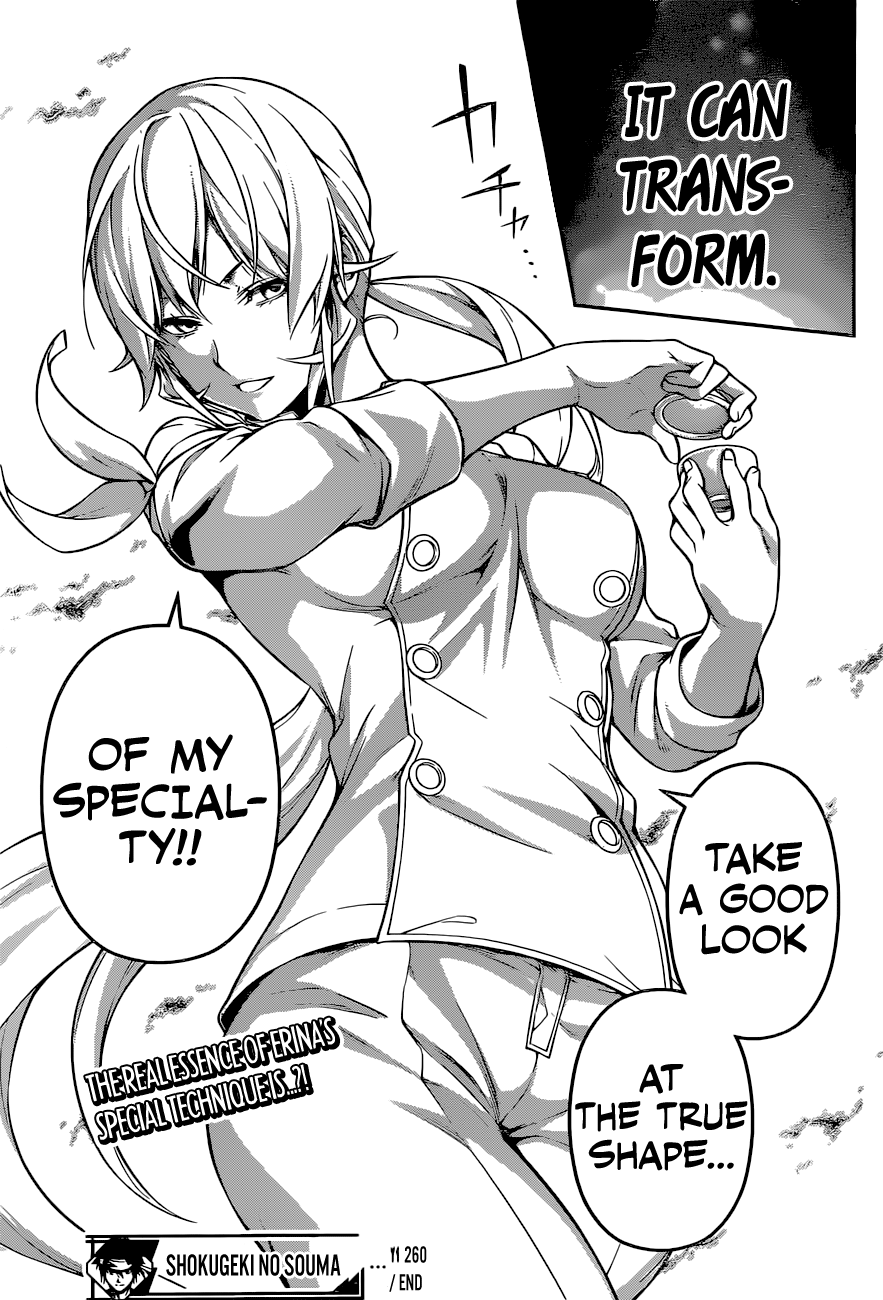 IT CAN
TRANS-
FORM.
カチャ...
TAKE
A GOOD
LOOK
AT
THE TRUE
SHAPE...
OF MY
SPECIAL-
TY!!
THE REAL ESSENCE OF ERINA'S
SPECIAL TECHNIQUE IS..?!
SHOKUGEKI NO SOUMA
... 260
/ END